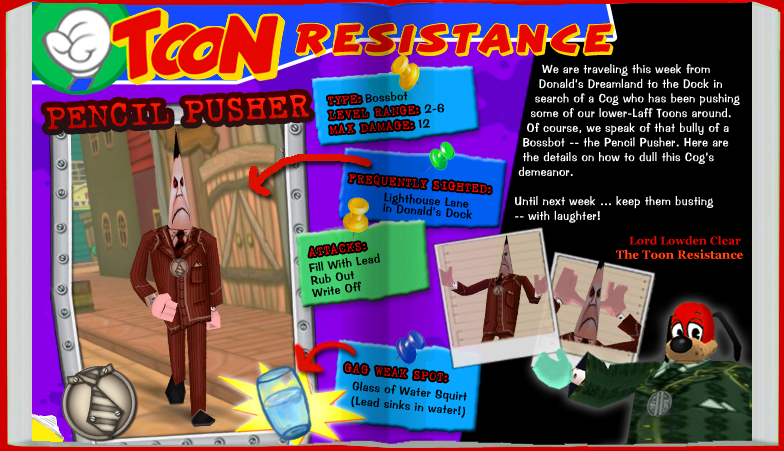 TOON RESISTANCE
PENCIL PUSHER
TYPE: Bossbot
LEVEL RANGE: 2-6
MAX DAMAGE: 12
FREQUENTLY SIGHTED:
Lighthouse Lane
in Donald's Dock
ATTACKS:
Fill With Lead
Rub Out
Write Off
GAG WEAK SPOT:
Glass of Water Squirt
(Lead sinks in water!)
We are traveling this week from
Donald's Dreamland to the Dock in
search of a Cog who has been pushing
some of our lower-Laff Toons around.
Of course, we speak of that bully of a
Bossbot -- the Pencil Pusher. Here are
the details on how to dull this Cog's
demeanor.
Until next week ... keep them busting
-- with laughter!
Lord Lowden Clear
The Toon Resistance